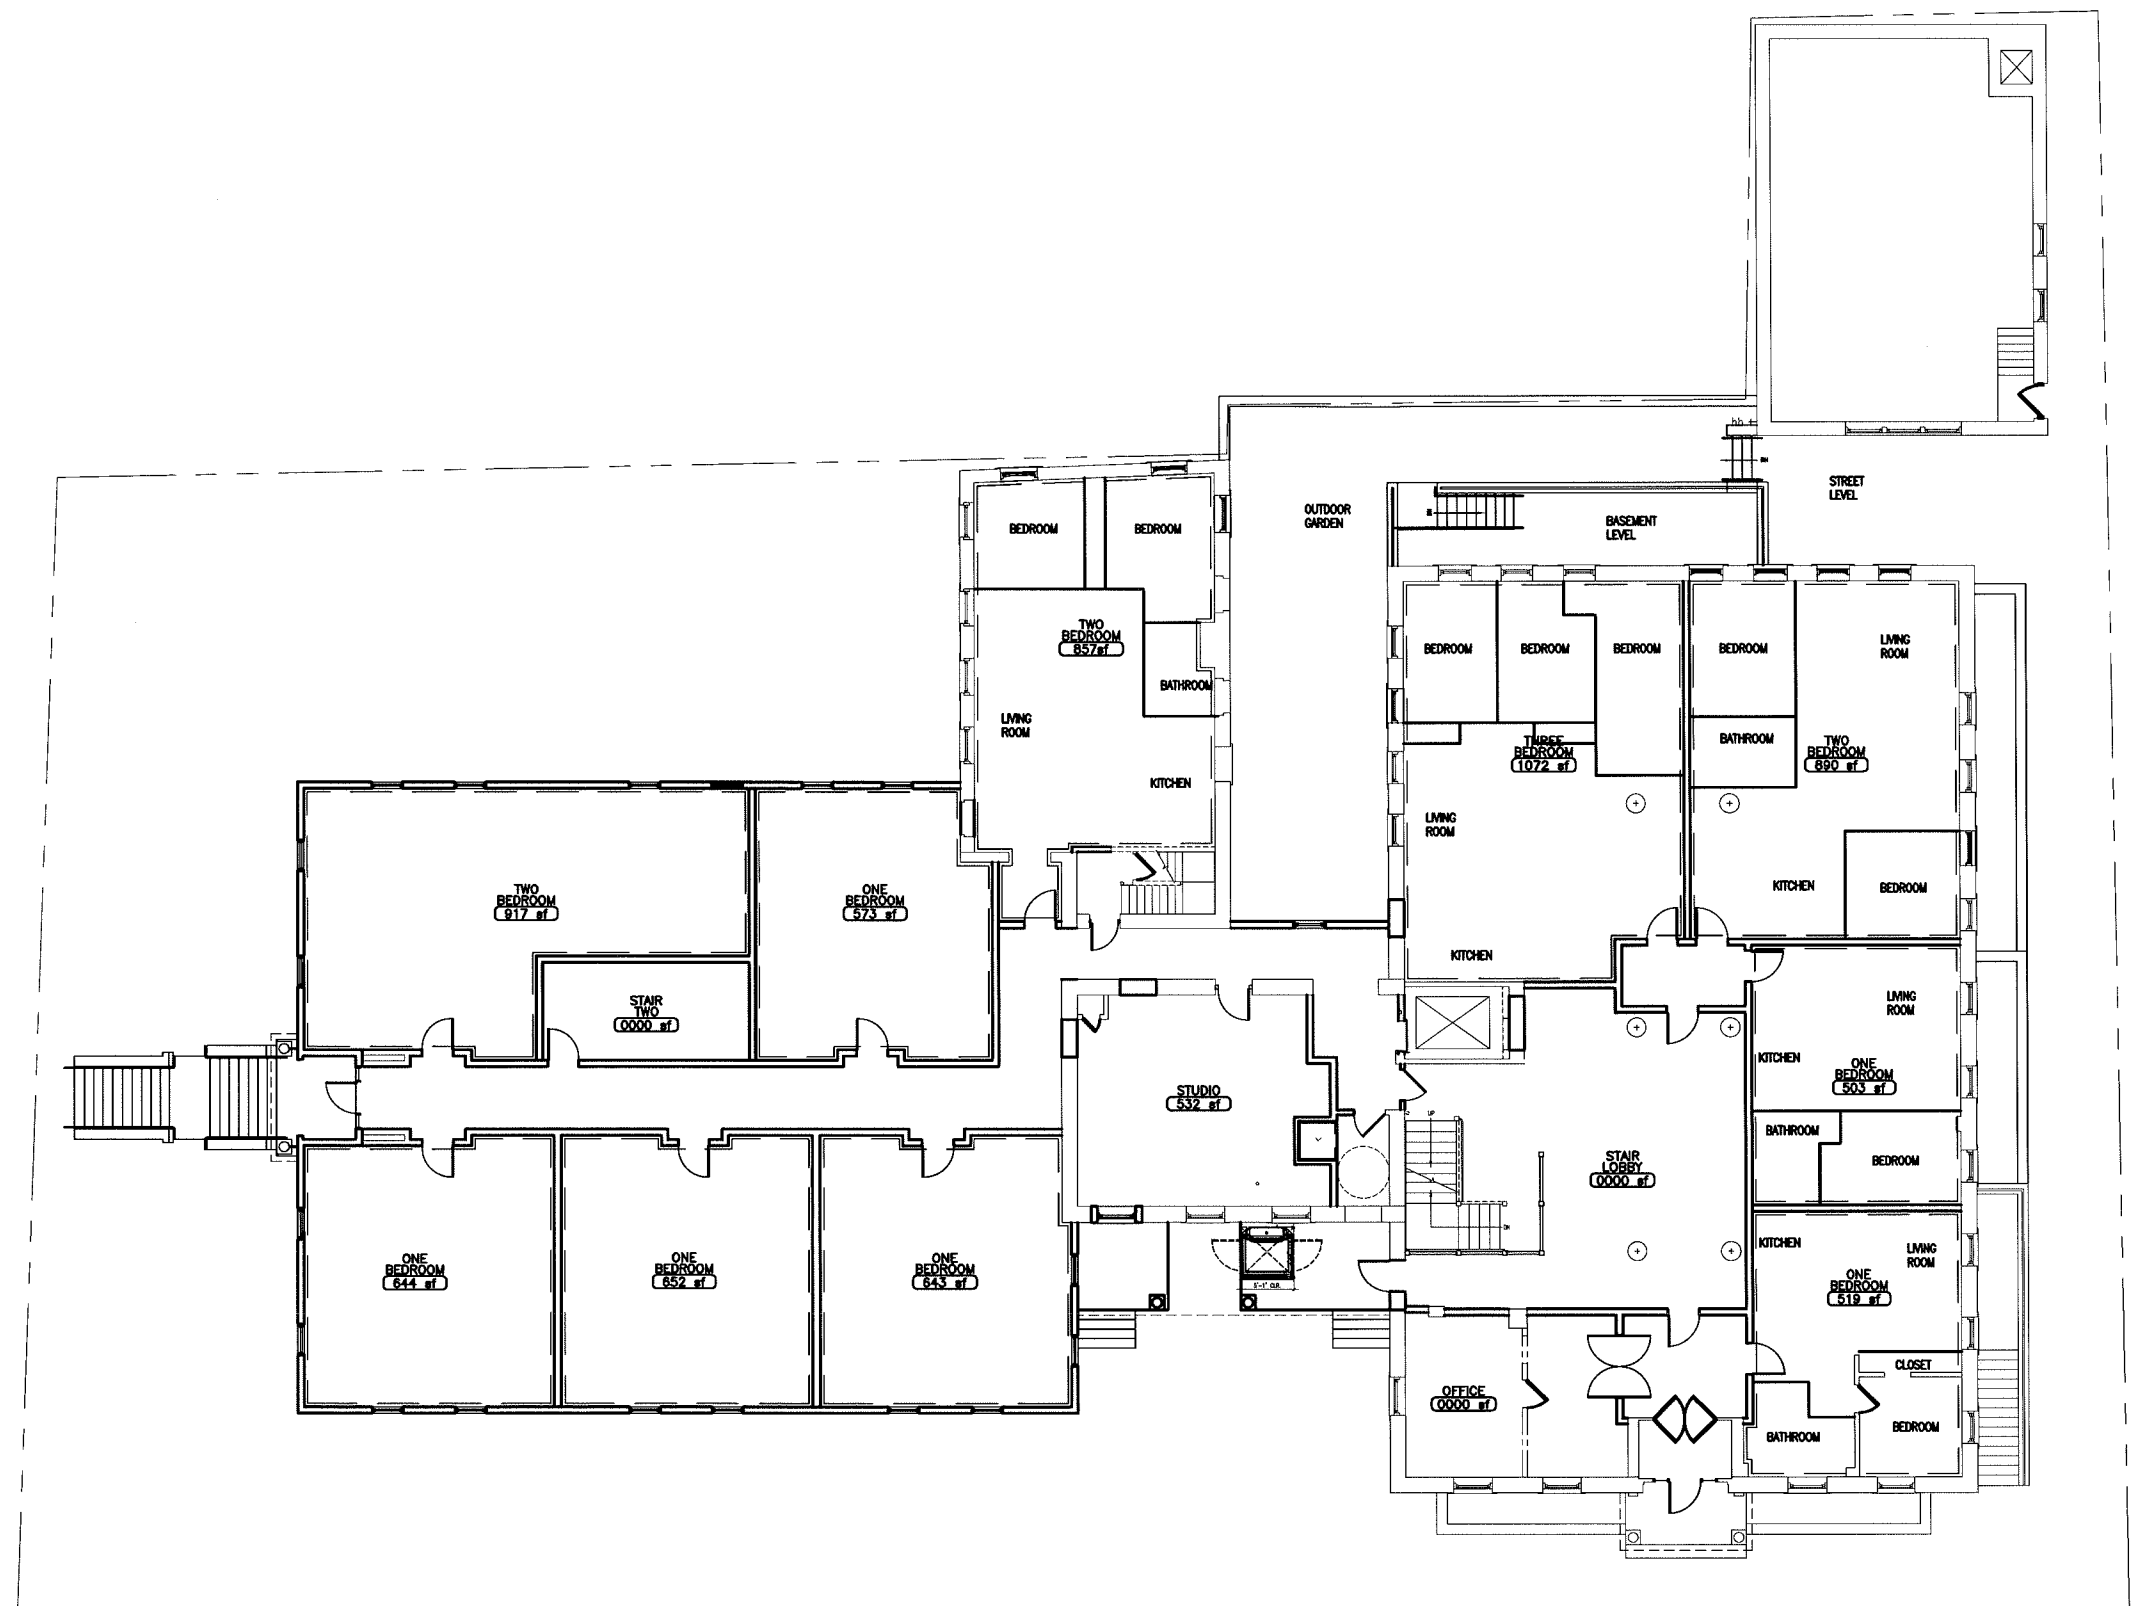 STREET
LEVEL
OUTDOOR
GARDEN
BASEMENT
LEVEL
BEDROOM
BEDROOM
TWO
BEDROOM
857sf
BATHROOM
LIVING
ROOM
KITCHEN
BEDROOM
BEDROOM
BEDROOM
THREE
BEDROOM
1072 sf
LIVING
ROOM
KITCHEN
BEDROOM
LIVING
ROOM
BATHROOM
TWO
BEDROOM
890 sf
KITCHEN
BEDROOM
TWO
BEDROOM
917 sf
ONE
BEDROOM
573 sf
STAIR
TWO
0000 sf
STUDIO
532 sf
LIVING
ROOM
KITCHEN
ONE
BEDROOM
503 sf
BATHROOM
BEDROOM
UP
STAIR
LOBBY
0000 sf
DN
ONE
BEDROOM
644 sf
ONE
BEDROOM
652 sf
ONE
BEDROOM
643 sf
5'-1" O.R.
KITCHEN
LIVING
ROOM
ONE
BEDROOM
519 sf
CLOSET
OFFICE
0000 sf
BATHROOM
BEDROOM